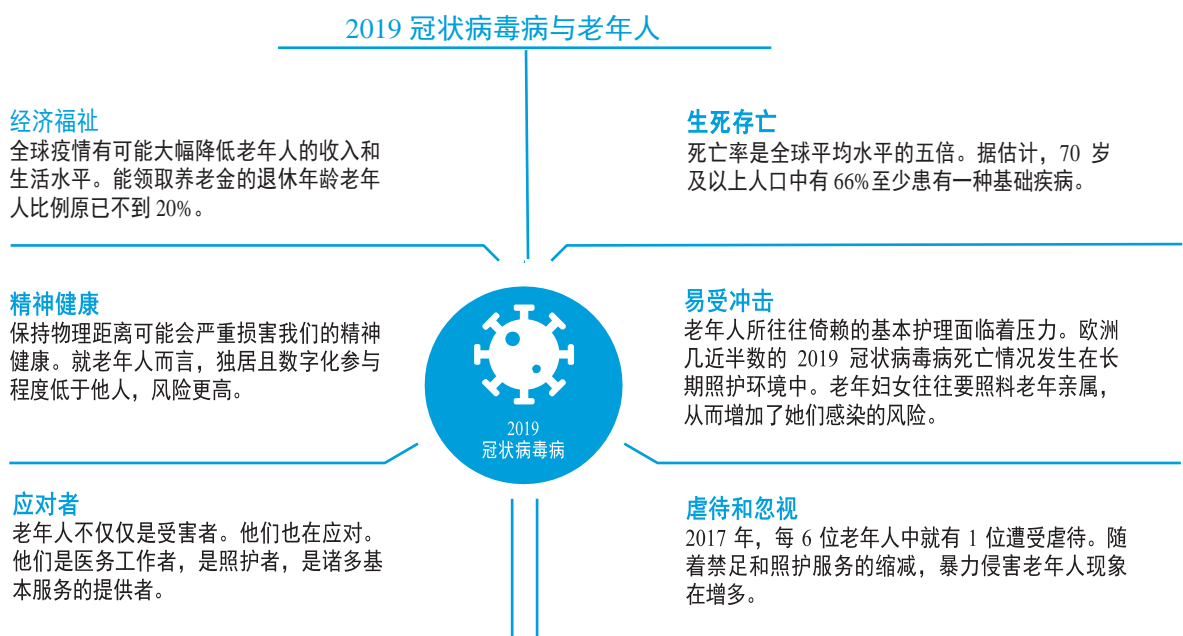 2019 冠状病毒病与老年人
经济福祉
全球疫情有可能大幅降低老年人的收入和
生活水平。能领取养老金的退休年龄老年
人比例原已不到 20%。
生死存亡
死亡率是全球平均水平的五倍。据估计，70 岁
及以上人口中有 66%至少患有一种基础疾病。
精神健康
保持物理距离可能会严重损害我们的精神
健康。就老年人而言，独居且数字化参与
程度低于他人，风险更高。
易受冲击
老年人所往往倚赖的基本护理面临着压力。欧洲
几近半数的 2019 冠状病毒病死亡情况发生在长
期照护环境中。老年妇女往往要照料老年亲属，
从而增加了她们感染的风险。
2019
冠状病毒病
应对者
老年人不仅仅是受害者。他们也在应对。
他们是医务工作者，是照护者，是诸多基
本服务的提供者。
虐待和忽视
2017 年，每 6 位老年人中就有 1 位遭受虐待。随
着禁足和照护服务的缩减，暴力侵害老年人现象
在增多。